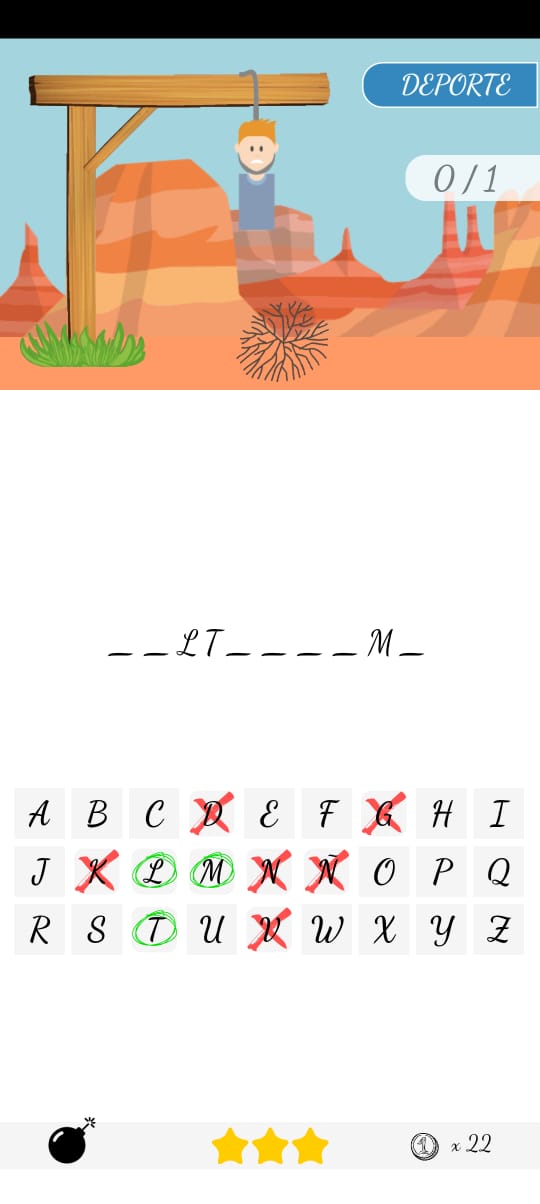 DEPORTE
0 / 1
_ _ L T _ _ _ _ M _
A B C D E F G H I
J K L M N Ñ O P Q
R S T U V W X Y Z
1 x 22